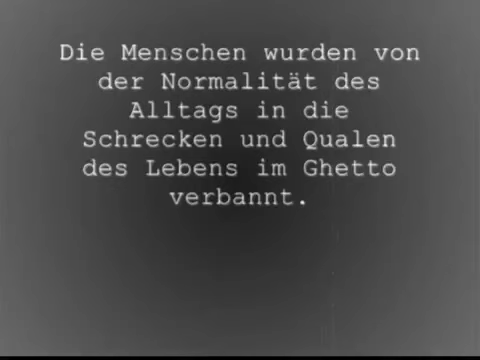 Die Menschen wurden von
der Normalität des
Alltags in die
Schrecken und Qualen
des Lebens im Ghetto
verbannt.